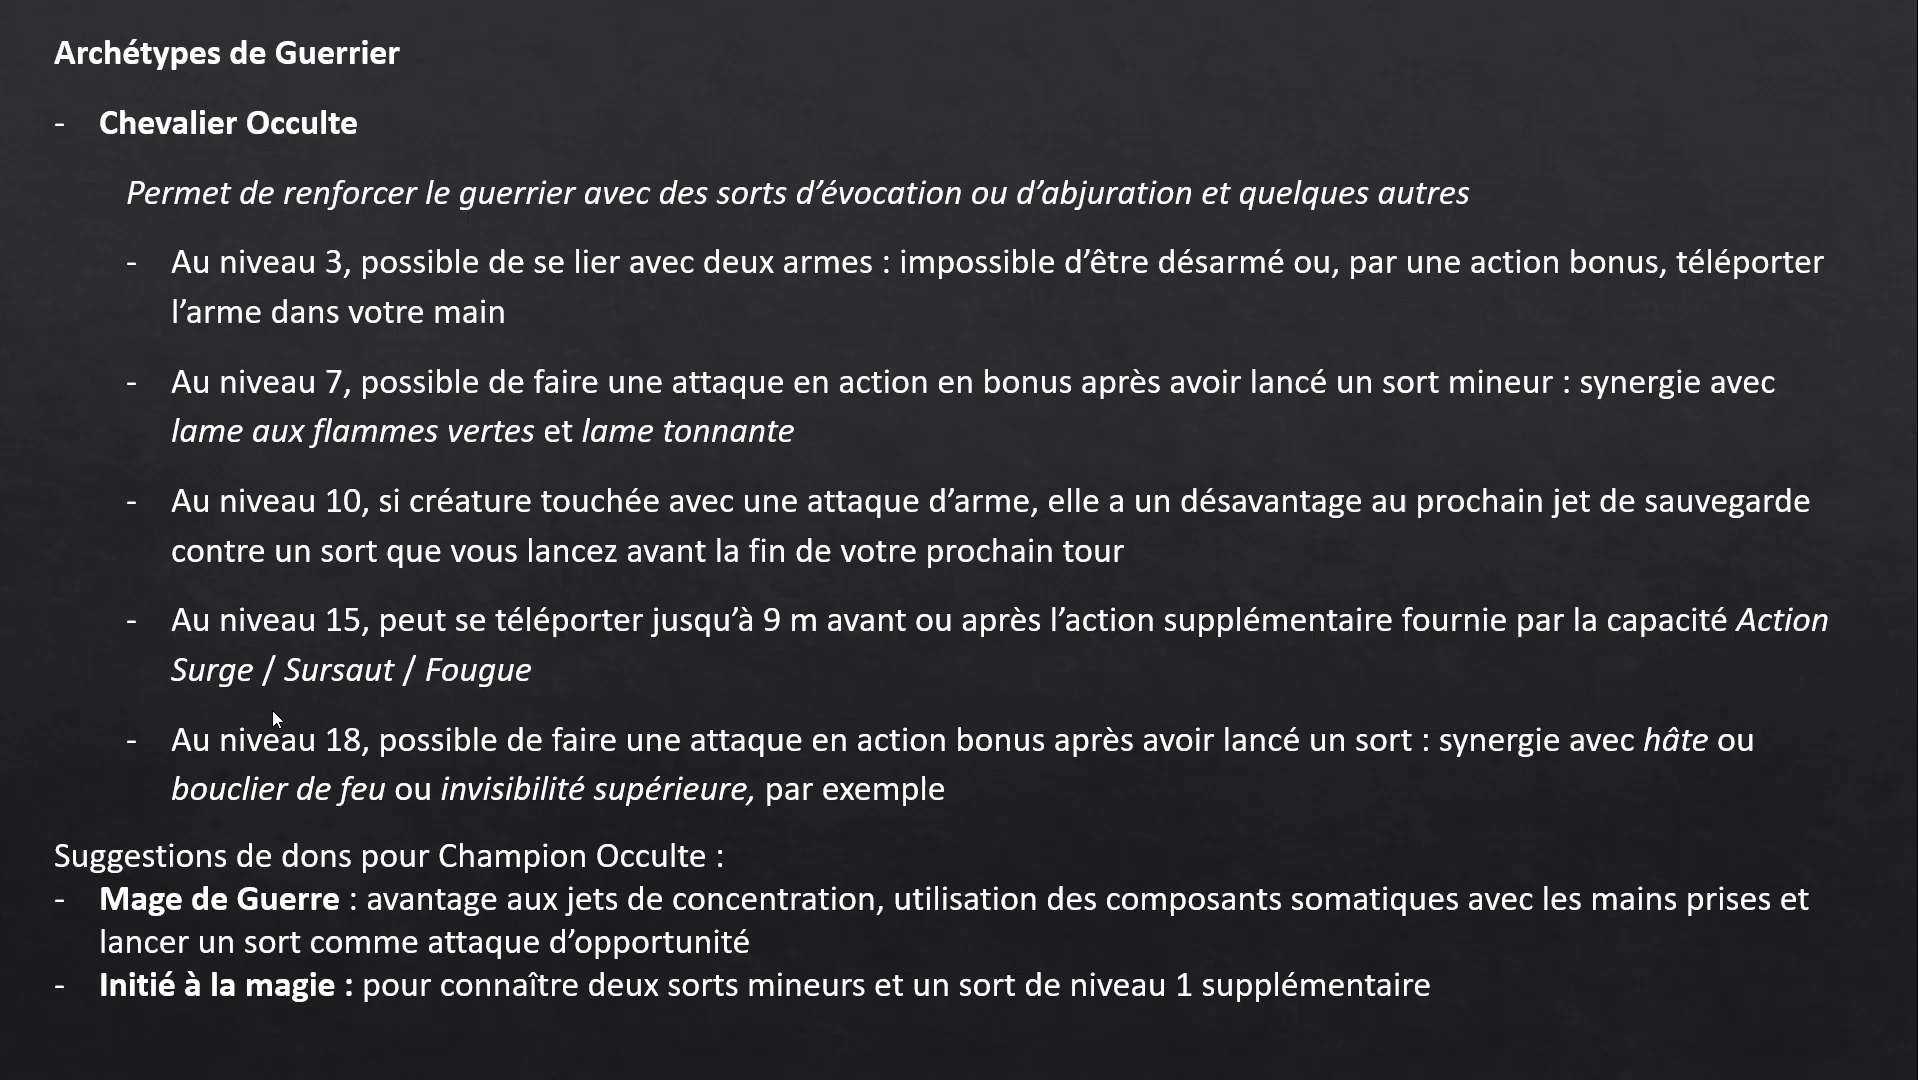 Archétypes de Guerrier
- Chevalier Occulte
Permet de renforcer le guerrier avec des sorts d’évocation ou d’abjuration et quelques autres
- Au niveau 3, possible de se lier avec deux armes : impossible d’être désarmé ou, par une action bonus, téléporter
l’arme dans votre main
- Au niveau 7, possible de faire une attaque en action en bonus après avoir lancé un sort mineur : synergie avec
lame aux flammes vertes et lame tonnante
- Au niveau 10, si créature touchée avec une attaque d’arme, elle a un désavantage au prochain jet de sauvegarde
contre un sort que vous lancez avant la fin de votre prochain tour
- Au niveau 15, peut se téléporter jusqu’à 9 m avant ou après l’action supplémentaire fournie par la capacité Action
Surge / Sursaut / Fougue
- Au niveau 18, possible de faire une attaque en action bonus après avoir lancé un sort : synergie avec hâte ou
bouclier de feu ou invisibilité supérieure, par exemple
Suggestions de dons pour Champion Occulte :
- Mage de Guerre : avantage aux jets de concentration, utilisation des composants somatiques avec les mains prises et
lancer un sort comme attaque d’opportunité
- Initié à la magie : pour connaître deux sorts mineurs et un sort de niveau 1 supplémentaire